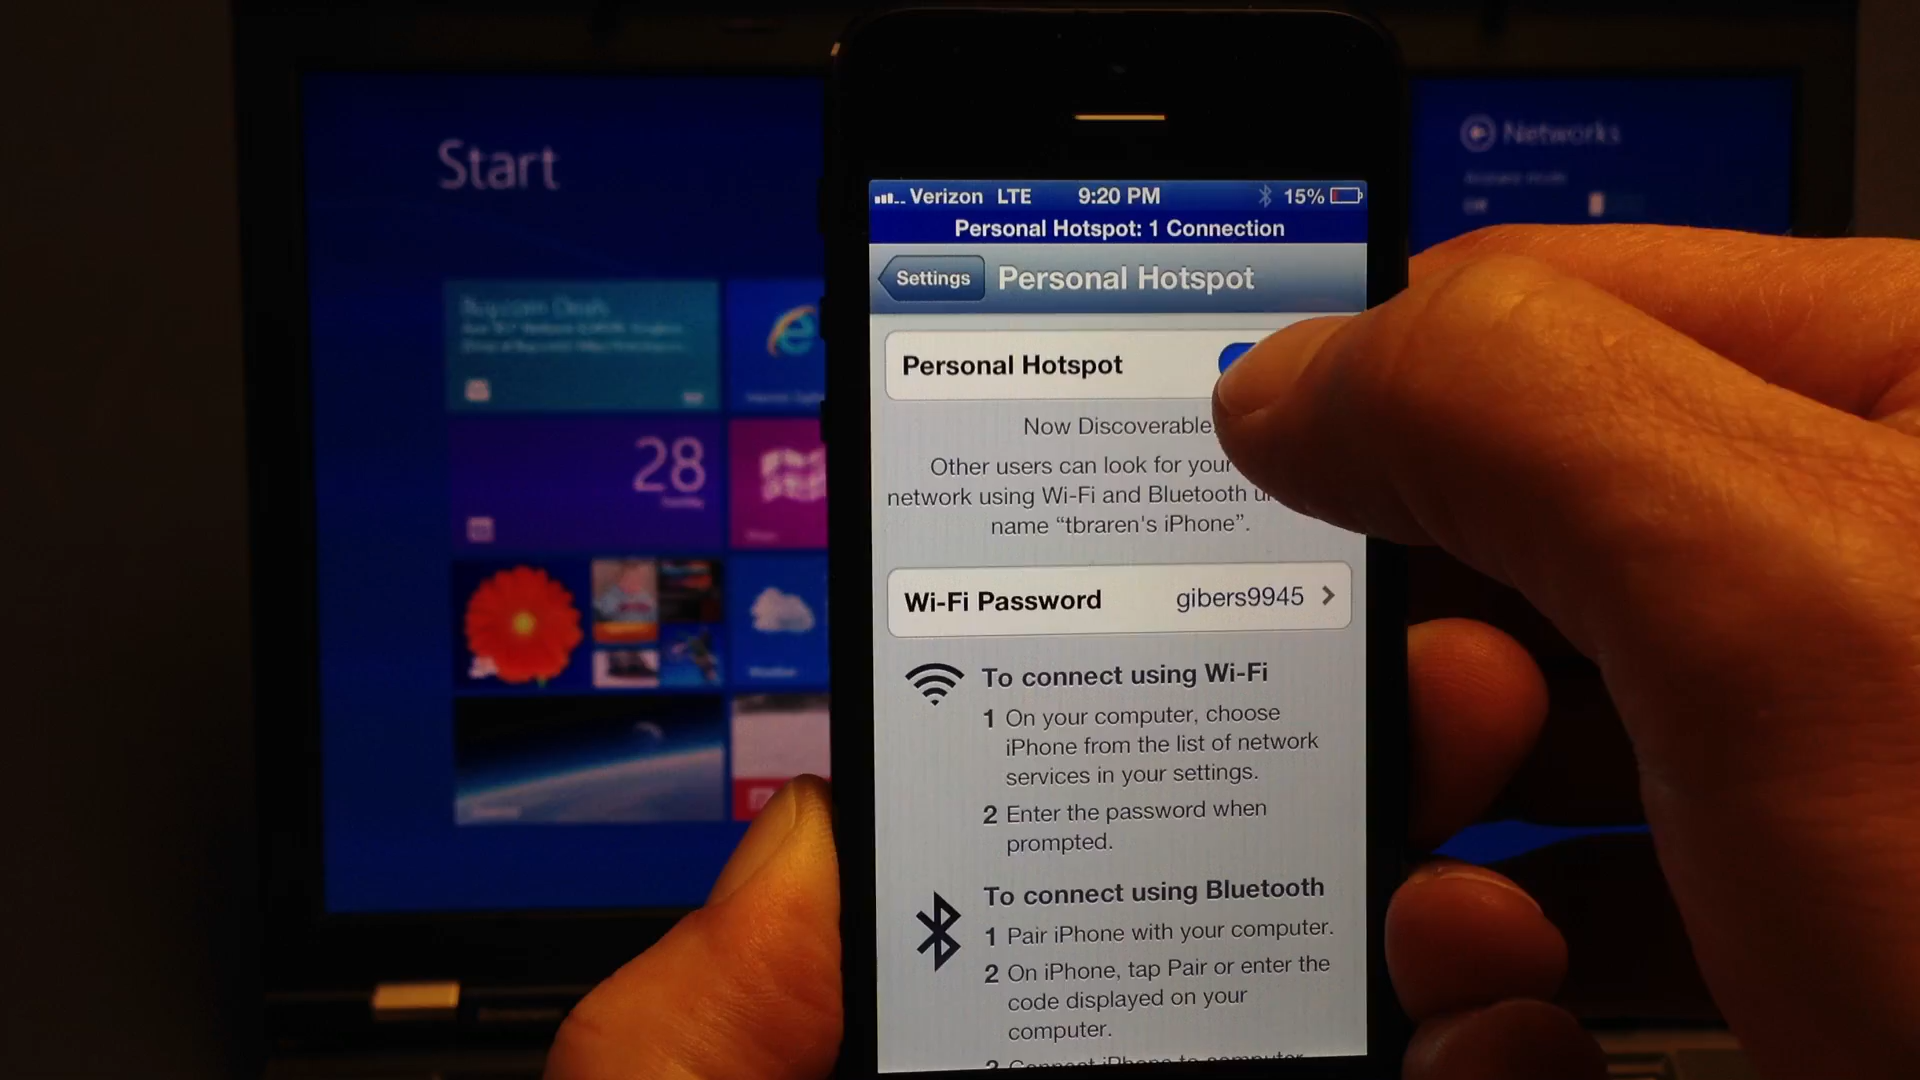 Start
Networks
28
Verizon LTE 9:20 PM 15%
Personal Hotspot: 1 Connection
Settings Personal Hotspot
Personal Hotspot
Now Discoverable.
Other users can look for your
network using Wi-Fi and Bluetooth
name “tbraren's iPhone”.
Wi-Fi Password gibers9945
To connect using Wi-Fi
1 On your computer, choose
iPhone from the list of network
services in your settings.
2 Enter the password when
prompted.
To connect using Bluetooth
1 Pair iPhone with your computer.
2 On iPhone, tap Pair or enter the
code displayed on your
computer.